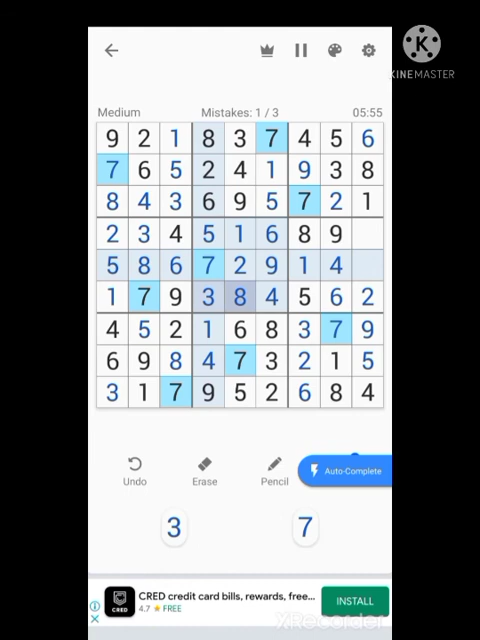 KINEMASTER
Medium Mistakes: 1 / 3 05:55
9 2 1 8 3 7 4 5 6
7 6 5 2 4 1 9 3 8
8 4 3 6 9 5 7 2 1
2 3 4 5 1 6 8 9
5 8 6 7 2 9 1 4
1 7 9 3 8 4 5 6 2
4 5 2 1 6 8 3 7 9
6 9 8 4 7 3 2 1 5
3 1 7 9 5 2 6 8 4
Undo Erase Pencil Auto-Complete
3 7
CRED credit card bills, rewards, free...
4.7 ★ FREE
CRED
INSTALL
XRecorder